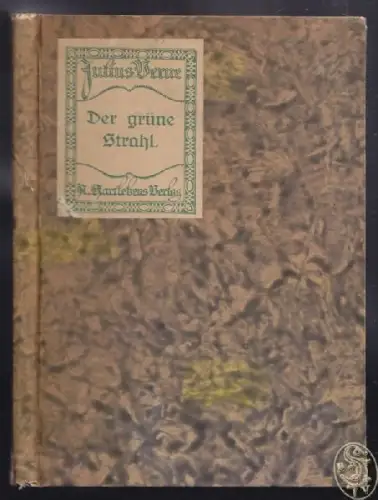 Julius Verne
Der grüne
Strahl.
A. Hartlebens Verlag